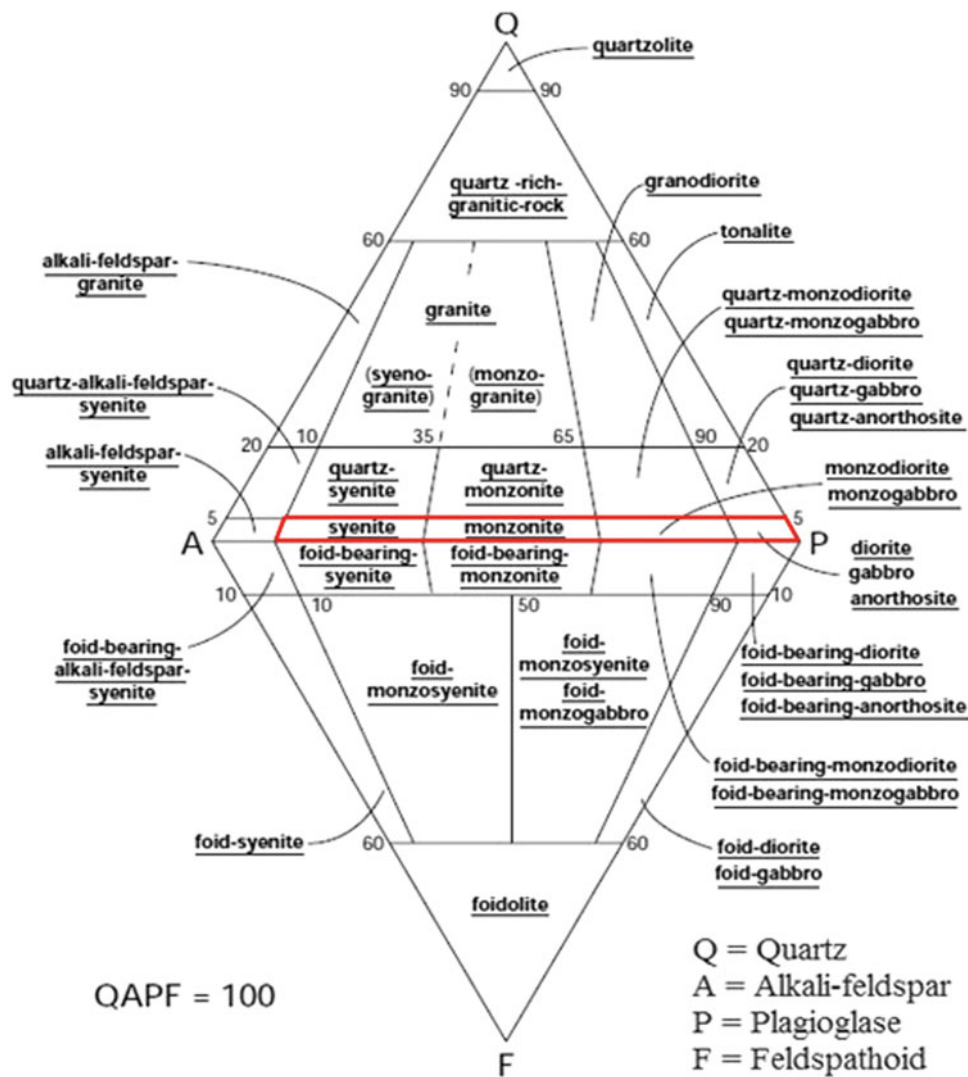 Q
quartzolite
90 90
quartz -rich-
granitic-rock
granodiorite
60 60
tonalite
alkali-feldspar-
granite
quartz-monzodiorite
quartz-monzogabbro
granite
(syeno-
granite)
(monzo-
granite)
quartz-diorite
quartz-gabbro
quartz-anorthosite
quartz-alkali-feldspar-
syenite
20 10 35 65 90 20
alkali-feldspar-
syenite
quartz-
syenite
quartz-
monzonite
monzodiorite
monzogabbro
5 5
syenite
monzonite
A P
diorite
gabbro
anorthosite
foid-bearing-
syenite
foid-bearing-
monzonite
10 10 50 90 10
foid-bearing-
alkali-feldspar-
syenite
foid-
monzosyenite
foid-
monzosyenite
foid-
monzogabbro
foid-bearing-diorite
foid-bearing-gabbro
foid-bearing-anorthosite
foid-bearing-monzodiorite
foid-bearing-monzogabbro
foid-syenite
60 60
foid-diorite
foid-gabbro
foidolite
QAPF = 100
F
Q = Quartz
A = Alkali-feldspar
P = Plagioglase
F = Feldspathoid